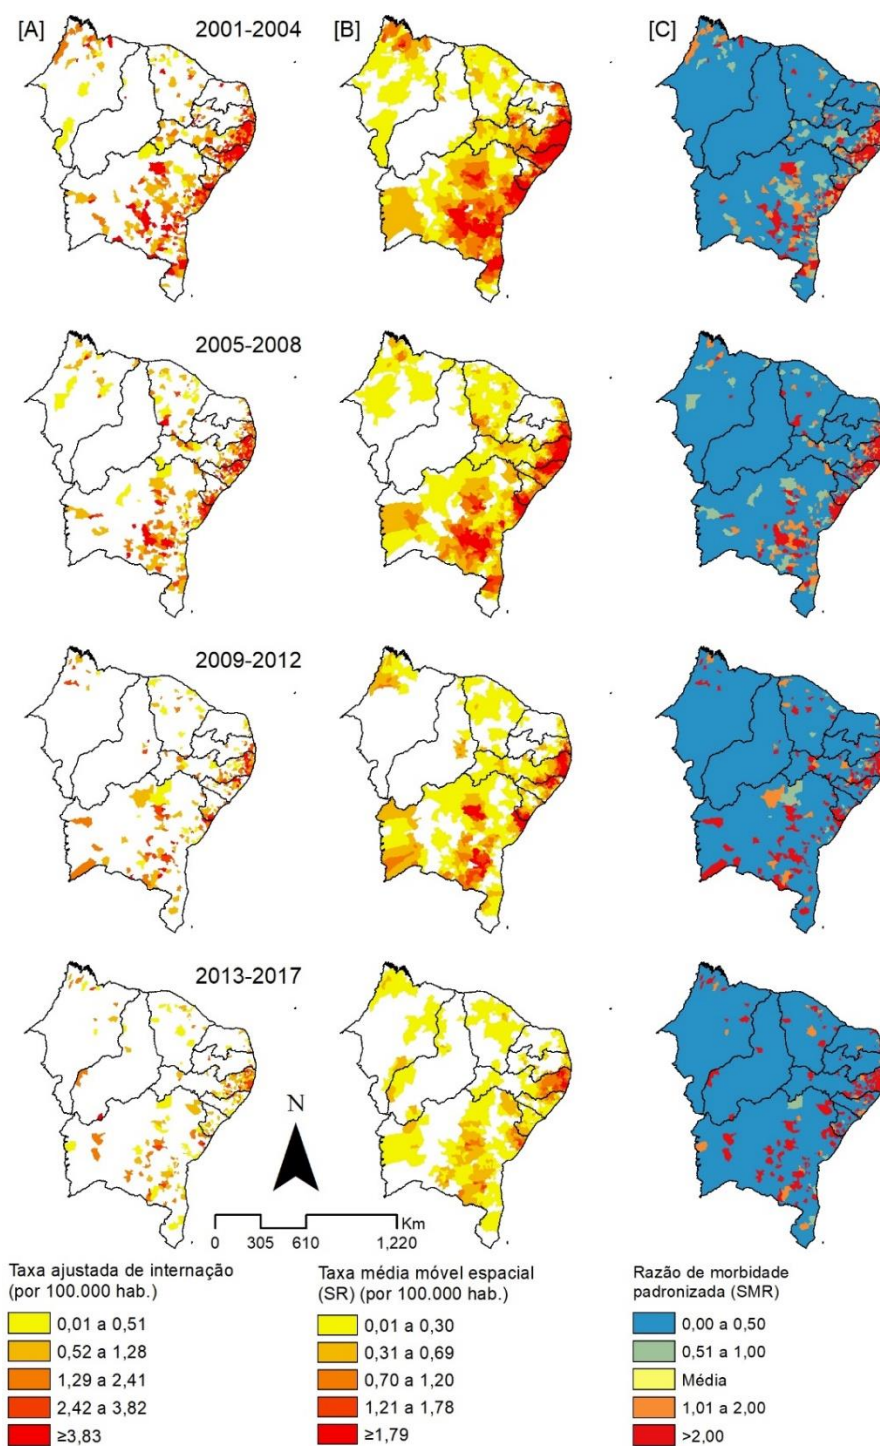 [A] 2001-2004 [B] [C]
2005-2008
2009-2012
2013-2017
N
Km
0 305 610 1,220
Taxa ajustada de internação
(por 100.000 hab.)
0,01 a 0,51
0,52 a 1,28
1,29 a 2,41
2,42 a 3,82
≥3,83
Taxa média móvel espacial
(SR) (por 100.000 hab.)
0,01 a 0,30
0,31 a 0,69
0,70 a 1,20
1,21 a 1,78
≥1,79
Razão de morbidade
padronizada (SMR)
0,00 a 0,50
0,51 a 1,00
Média
1,01 a 2,00
>2,00